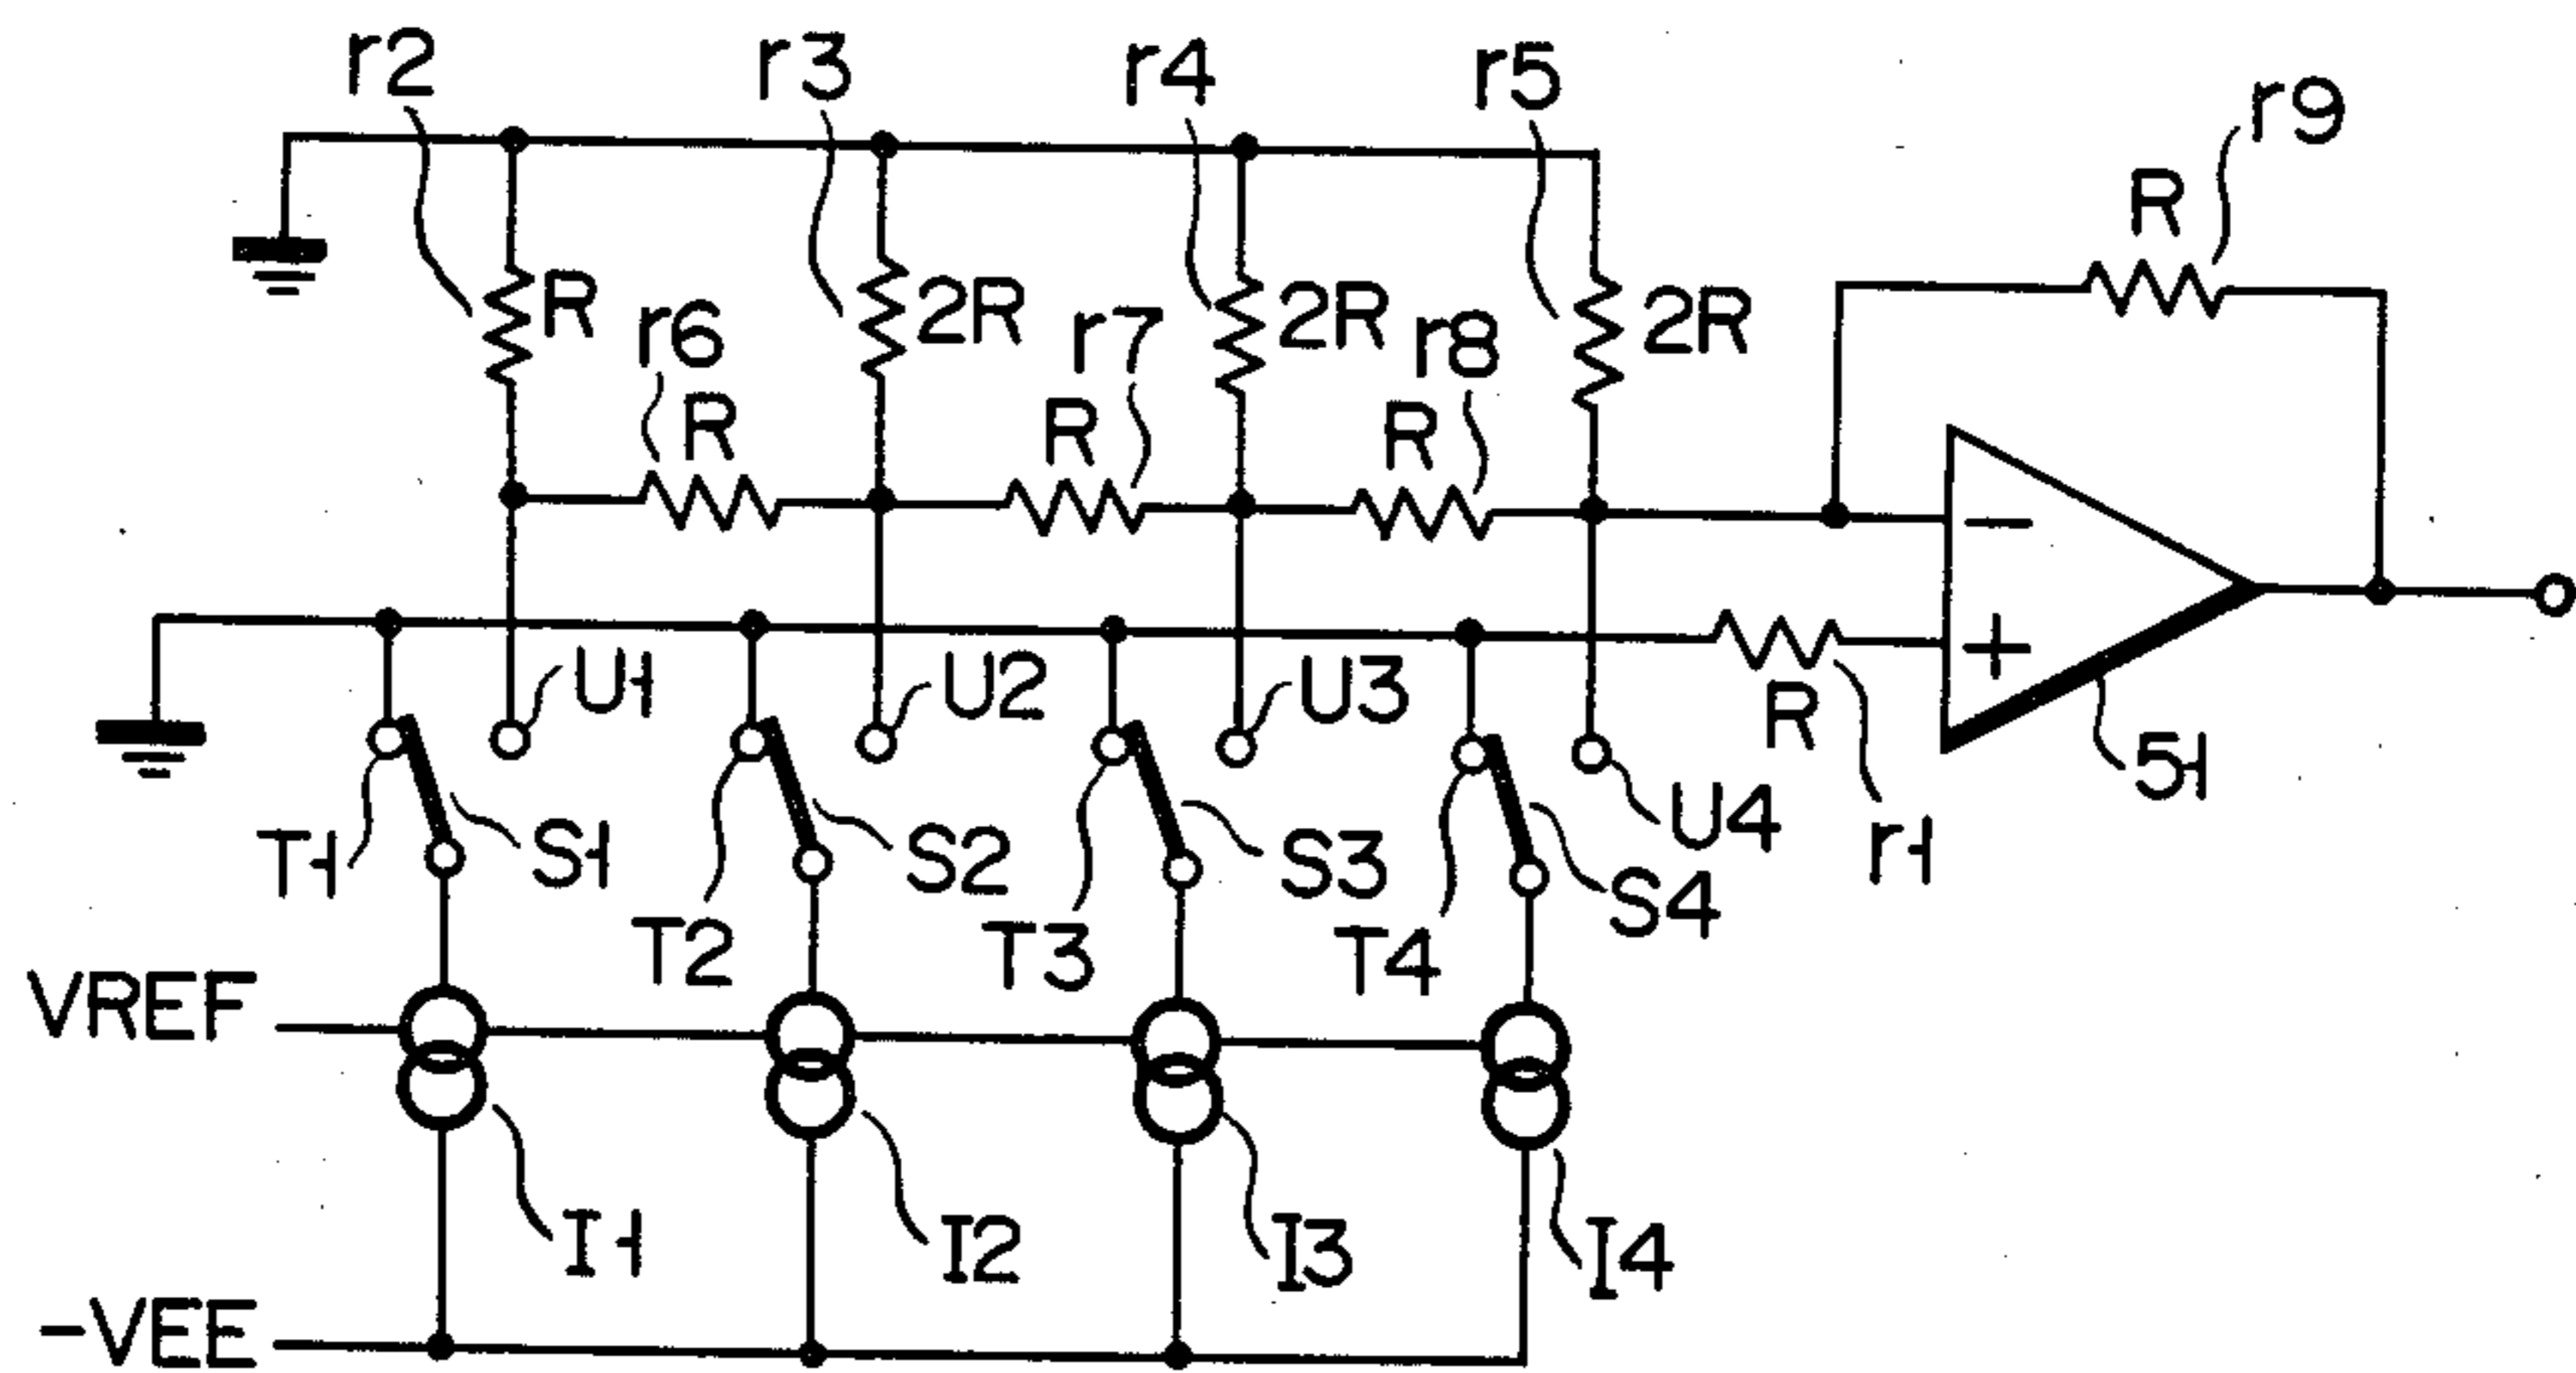 r2 r3 r4 r5 r9
R
R 2R 2R 2R
r6 r7 r8
R R R
−
+
U1 U2 U3
R
51
U4
r1
T1 S1 S2 S3 S4
T2 T3 T4
VREF
I1 I2 I3 I4
-VEE